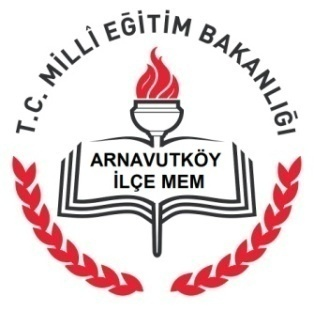 T.C. MİLLÎ EĞİTİM BAKANLIĞI
ARNAVUTKÖY
İLÇE MEM